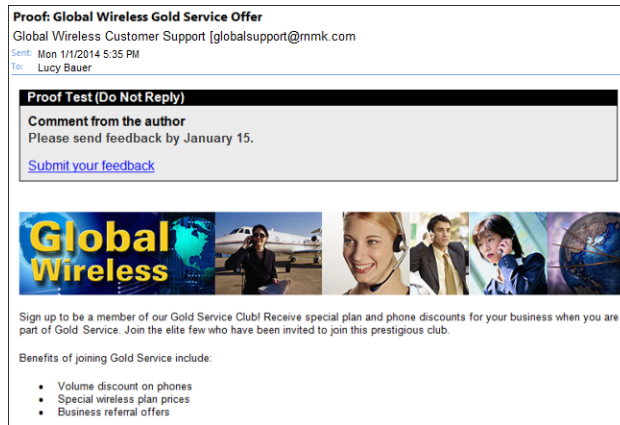 Proof: Global Wireless Gold Service Offer
Global Wireless Customer Support [globalsupport@rnmk.com
Sent: Mon 1/1/2014 5:35 PM
To: Lucy Bauer
Proof Test (Do Not Reply)
Comment from the author
Please send feedback by January 15.
Submit your feedback
Global
Wireless
Sign up to be a member of our Gold Service Club! Receive special plan and phone discounts for your business when you are
part of Gold Service. Join the elite few who have been invited to join this prestigious club.
Benefits of joining Gold Service include:
• Volume discount on phones
• Special wireless plan prices
• Business referral offers